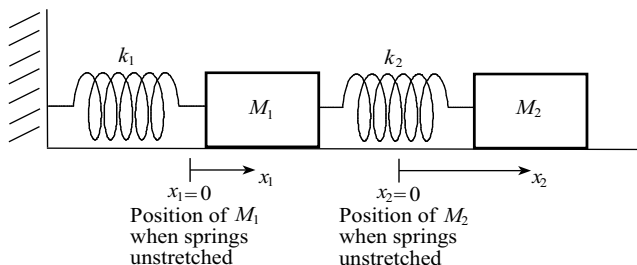 k₁
k₂
M₁
M₂
x₁
x₂
x₁=0
x₂=0
Position of M₁
when springs
unstretched
Position of M₂
when springs
unstretched